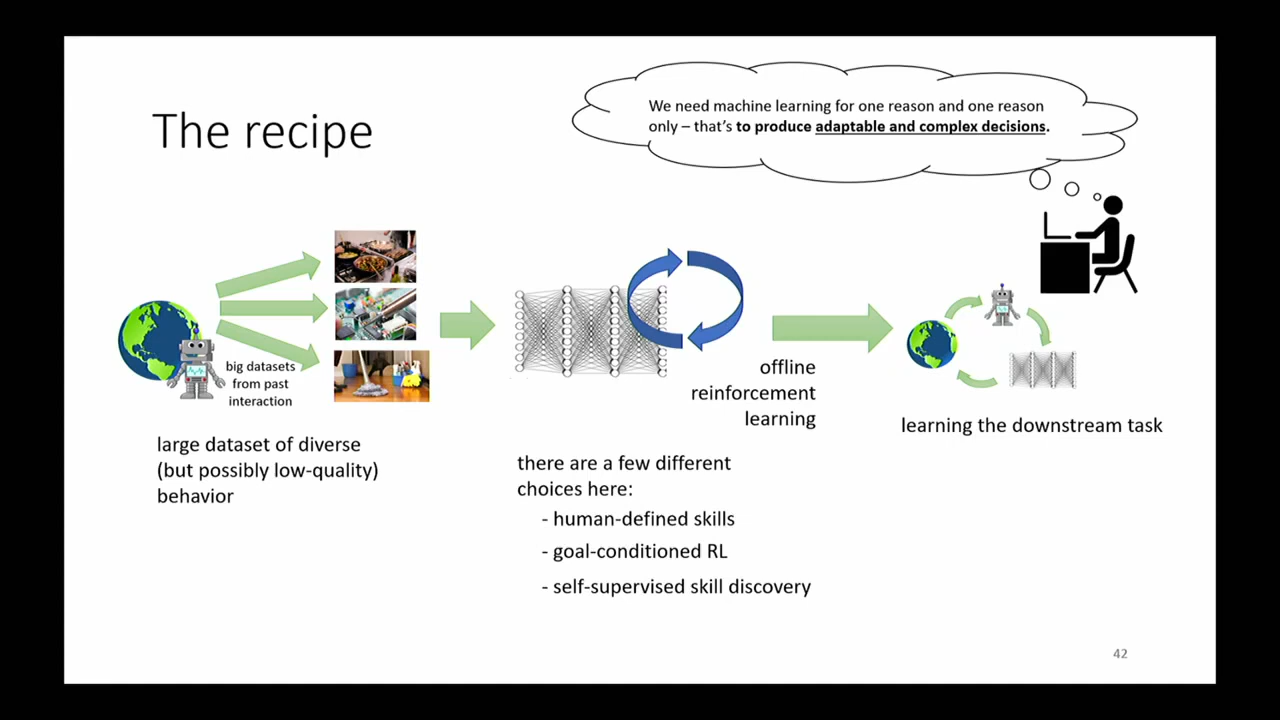 The recipe
We need machine learning for one reason and one reason
only – that's to produce adaptable and complex decisions.
big datasets
from past
interaction
large dataset of diverse
(but possibly low-quality)
behavior
offline
reinforcement
learning
there are a few different
choices here:
- human-defined skills
- goal-conditioned RL
- self-supervised skill discovery
learning the downstream task
42